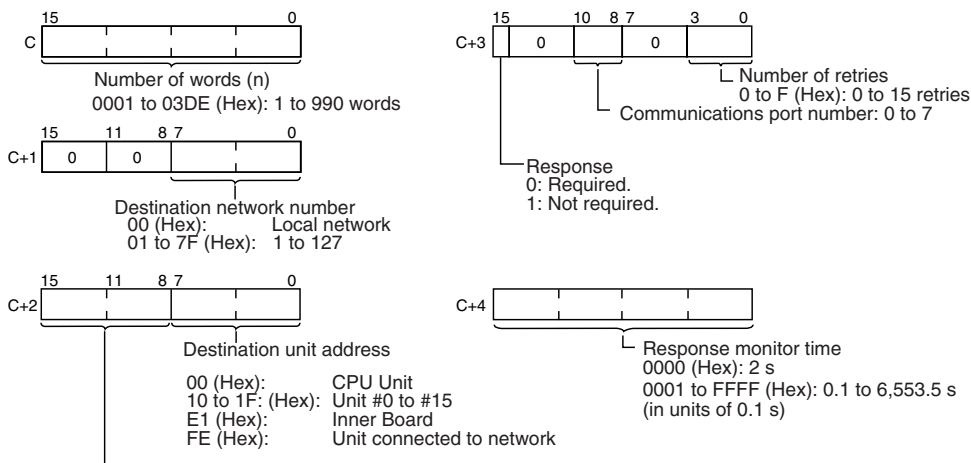 15 0
C
Number of words (n)
0001 to 03DE (Hex): 1 to 990 words
15 11 8 7 0
C+1 0 0
Destination network number
00 (Hex): Local network
01 to 7F (Hex): 1 to 127
15 11 8 7 0
C+2
Destination unit address
00 (Hex): CPU Unit
10 to 1F: (Hex): Unit #0 to #15
E1 (Hex): Inner Board
FE (Hex): Unit connected to network
15 10 8 7 3 0
C+3 0 0
Number of retries
0 to F (Hex): 0 to 15 retries
Communications port number: 0 to 7
Response
0: Required.
1: Not required.
C+4
Response monitor time
0000 (Hex): 2 s
0001 to FFFF (Hex): 0.1 to 6,553.5 s
(in units of 0.1 s)